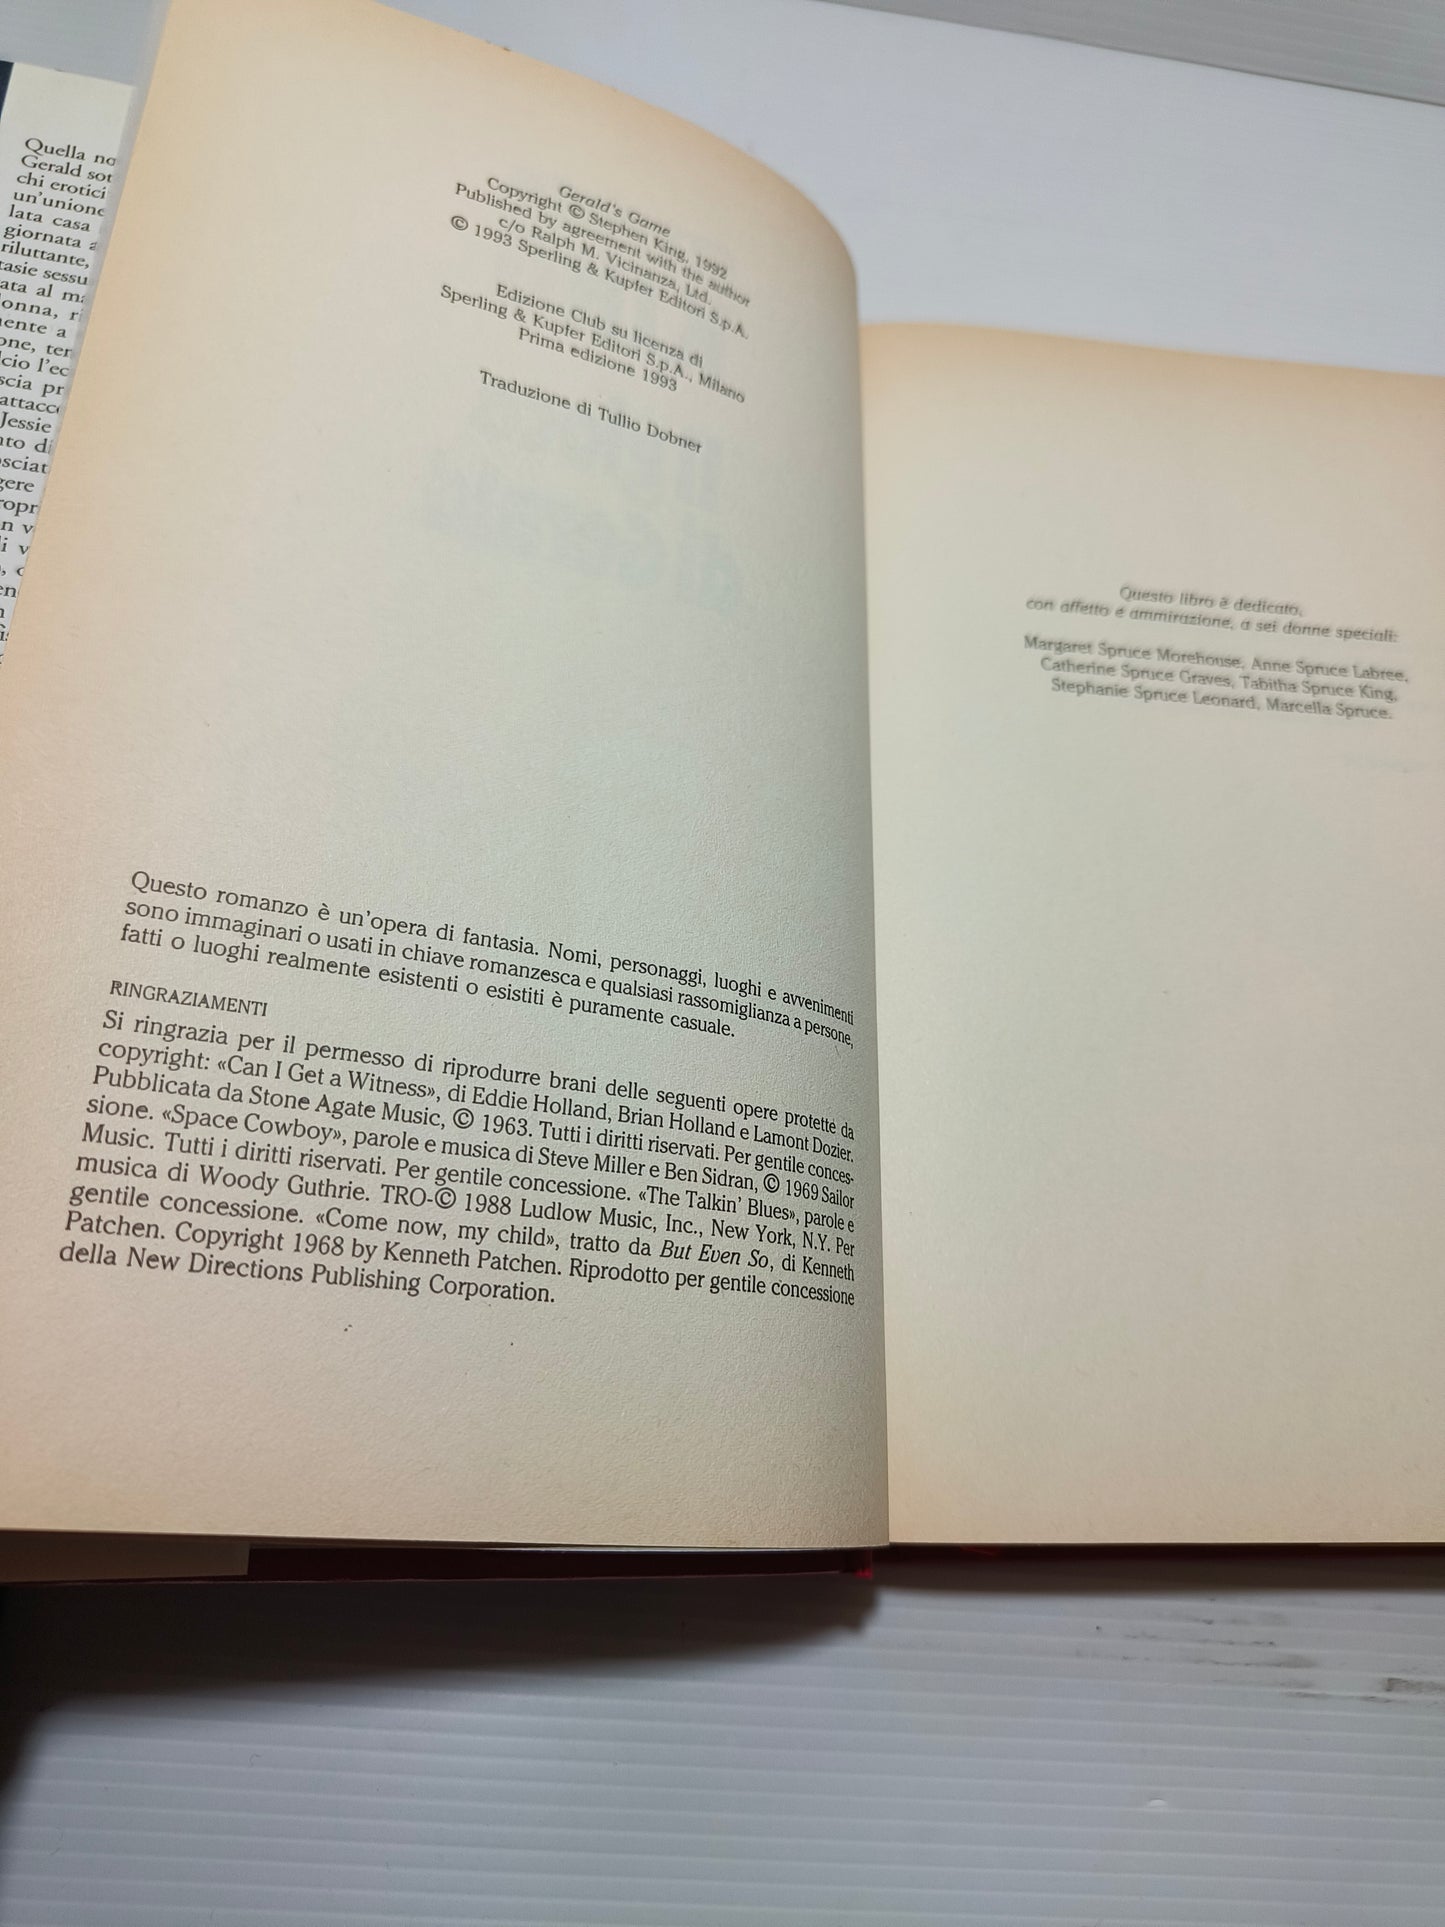 Quella no
Gerald sot
chi erotici
un'unione
lata casa
giornata a
riluttante,
tasie sessu
ata al
onna,
ente a
one, ter
cio l'ec
scia pr
attacc
Jessie
nto di
sciat
gere
ropr
n v
di v
Gerald's Game
Copyright © Stephen King, 1992
Published by agreement with the author
c/o Ralph M. Vicinanza, Ltd.
© 1993 Sperling & Kupfer Editori S.p.A.
Edizione Club su licenza di
Sperling & Kupfer Editori S.p.A., Milano
Prima edizione 1993
Traduzione di Tullio Dobner
Questo romanzo è un'opera di fantasia. Nomi, personaggi, luoghi e avvenimenti
sono immaginari o usati in chiave romanzesca e qualsiasi rassomiglianza a persone,
fatti o luoghi realmente esistenti o esistiti è puramente casuale.
RINGRAZIAMENTI
Si ringrazia per il permesso di riprodurre brani delle seguenti opere protette da
copyright: «Can I Get a Witness», di Eddie Holland, Brian Holland e Lamont Dozier.
Pubblicata da Stone Agate Music, © 1963. Tutti i diritti riservati. Per gentile conces-
sione. «Space Cowboy», parole e musica di Steve Miller e Ben Sidran, © 1969 Sailor
Music. Tutti i diritti riservati. Per gentile concessione. «The Talkin' Blues», parole e
musica di Woody Guthrie. TRO-© 1988 Ludlow Music, Inc., New York, N.Y. Per
gentile concessione. «Come now, my child», tratto da But Even So, di Kenneth
Patchen. Copyright 1968 by Kenneth Patchen. Riprodotto per gentile concessione
della New Directions Publishing Corporation.
Questo libro è dedicato,
con affetto e ammirazione, a sei donne speciali:
Margaret Spruce Morehouse, Anne Spruce Labree,
Catherine Spruce Graves, Tabitha Spruce King,
Stephanie Spruce Leonard, Marcella Spruce.